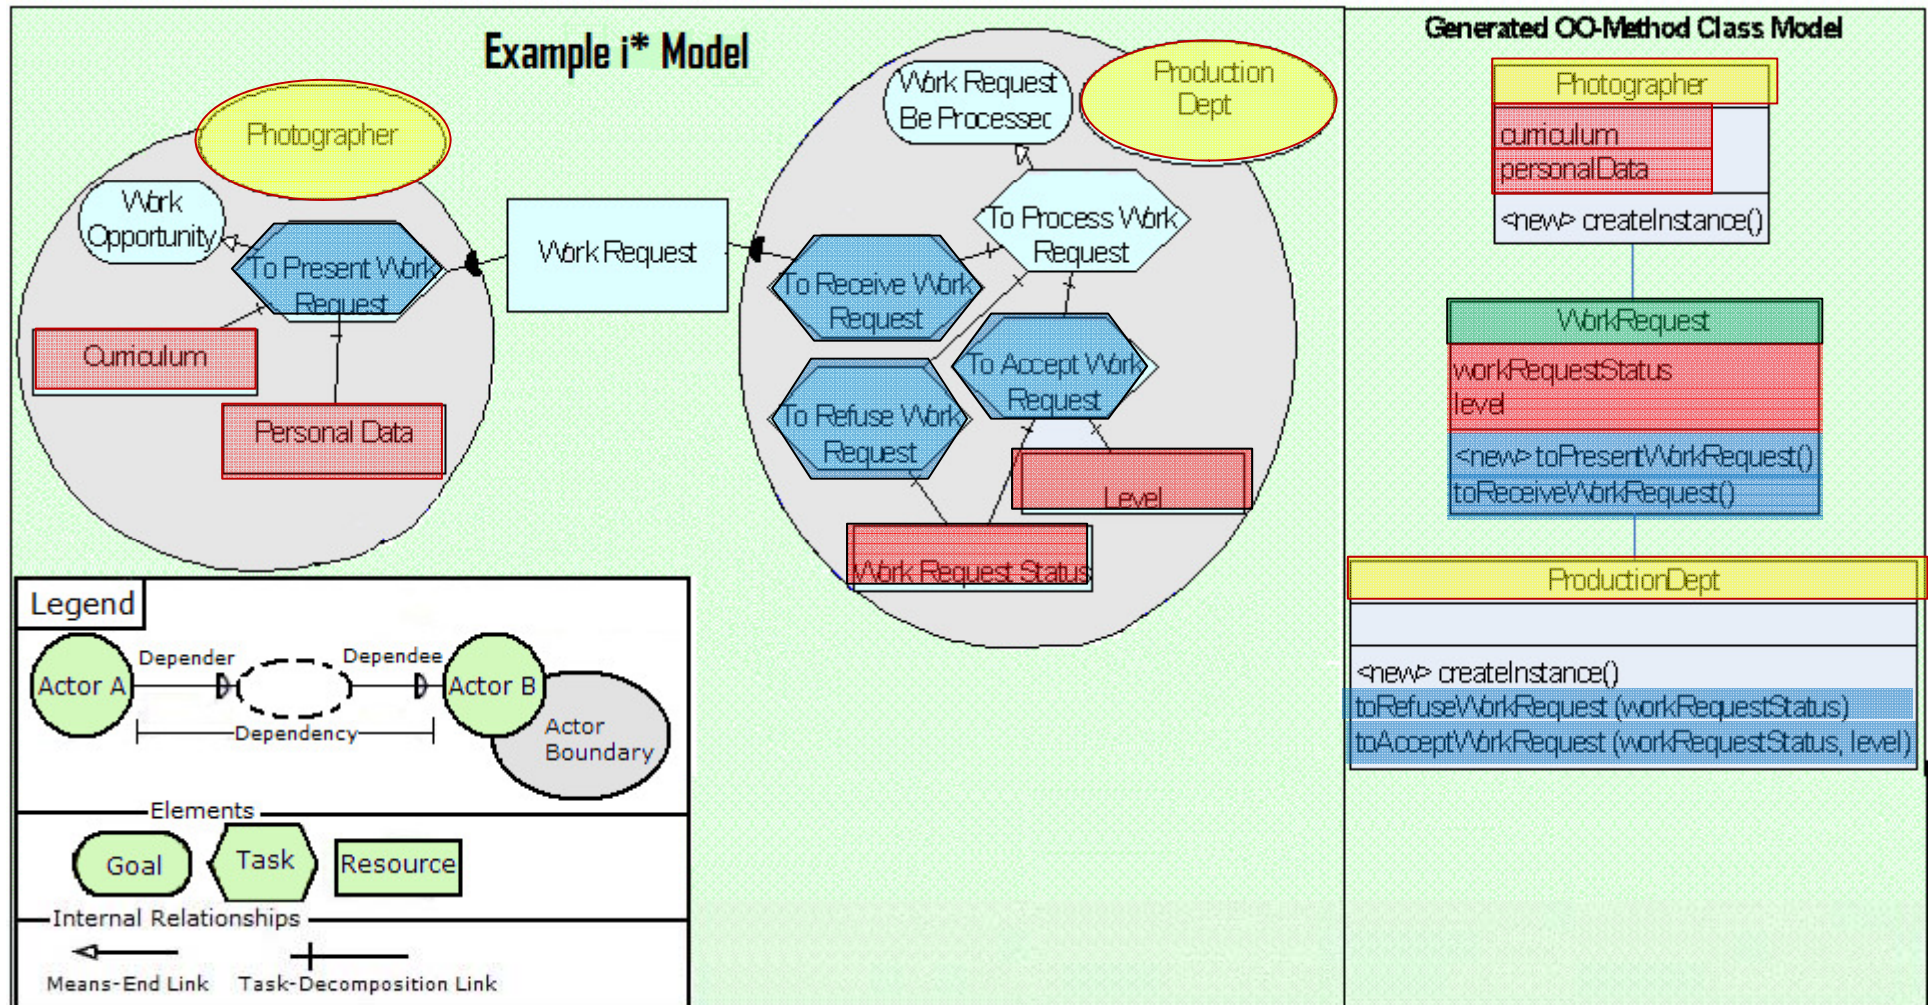 Example i* Model
Photographer
Work
Opportunity
To Present Work
Request
Curriculum
Personal Data
Work Request
Work Request
Be Processed
Production
Dept
To Process Work
Request
To Receive Work
Request
To Accept Work
Request
To Refuse Work
Request
Level
Work Request Status
Legend
Actor A
Depender
Dependee
Actor B
Dependency
Actor
Boundary
Elements
Goal
Task
Resource
Internal Relationships
Means-End Link
Task-Decomposition Link
Generated OO-Method Class Model
Photographer
curriculum
personalData
<new> createInstance()
WorkRequest
workRequestStatus
level
<new> toPresentWorkRequest()
toReceiveWorkRequest()
ProductionDept
<new> createInstance()
toRefuseWorkRequest (workRequestStatus)
toAcceptWorkRequest (workRequestStatus, level)